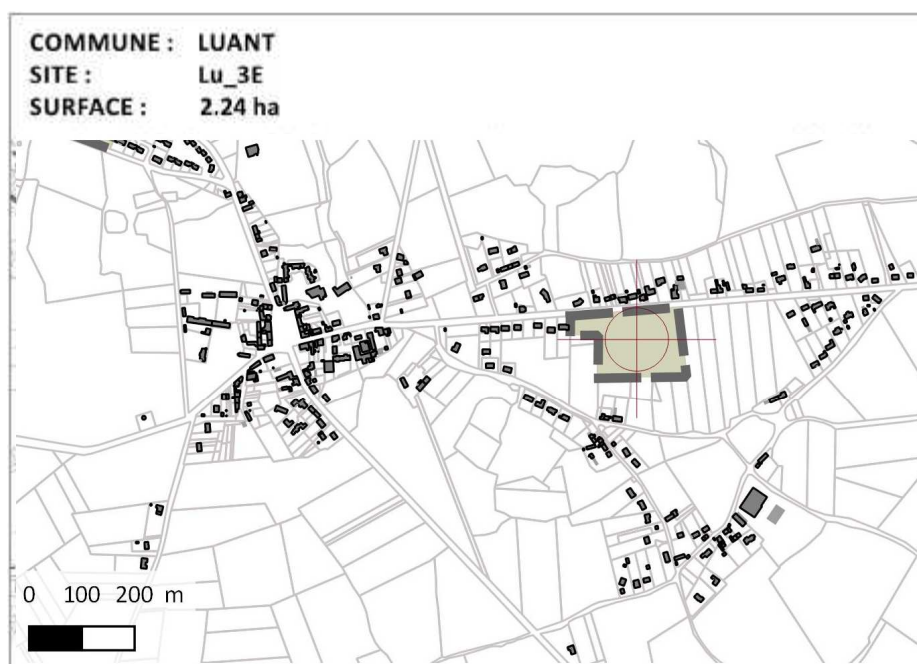 COMMUNE : LUANT
SITE : Lu_3E
SURFACE : 2.24 ha
0 100 200 m